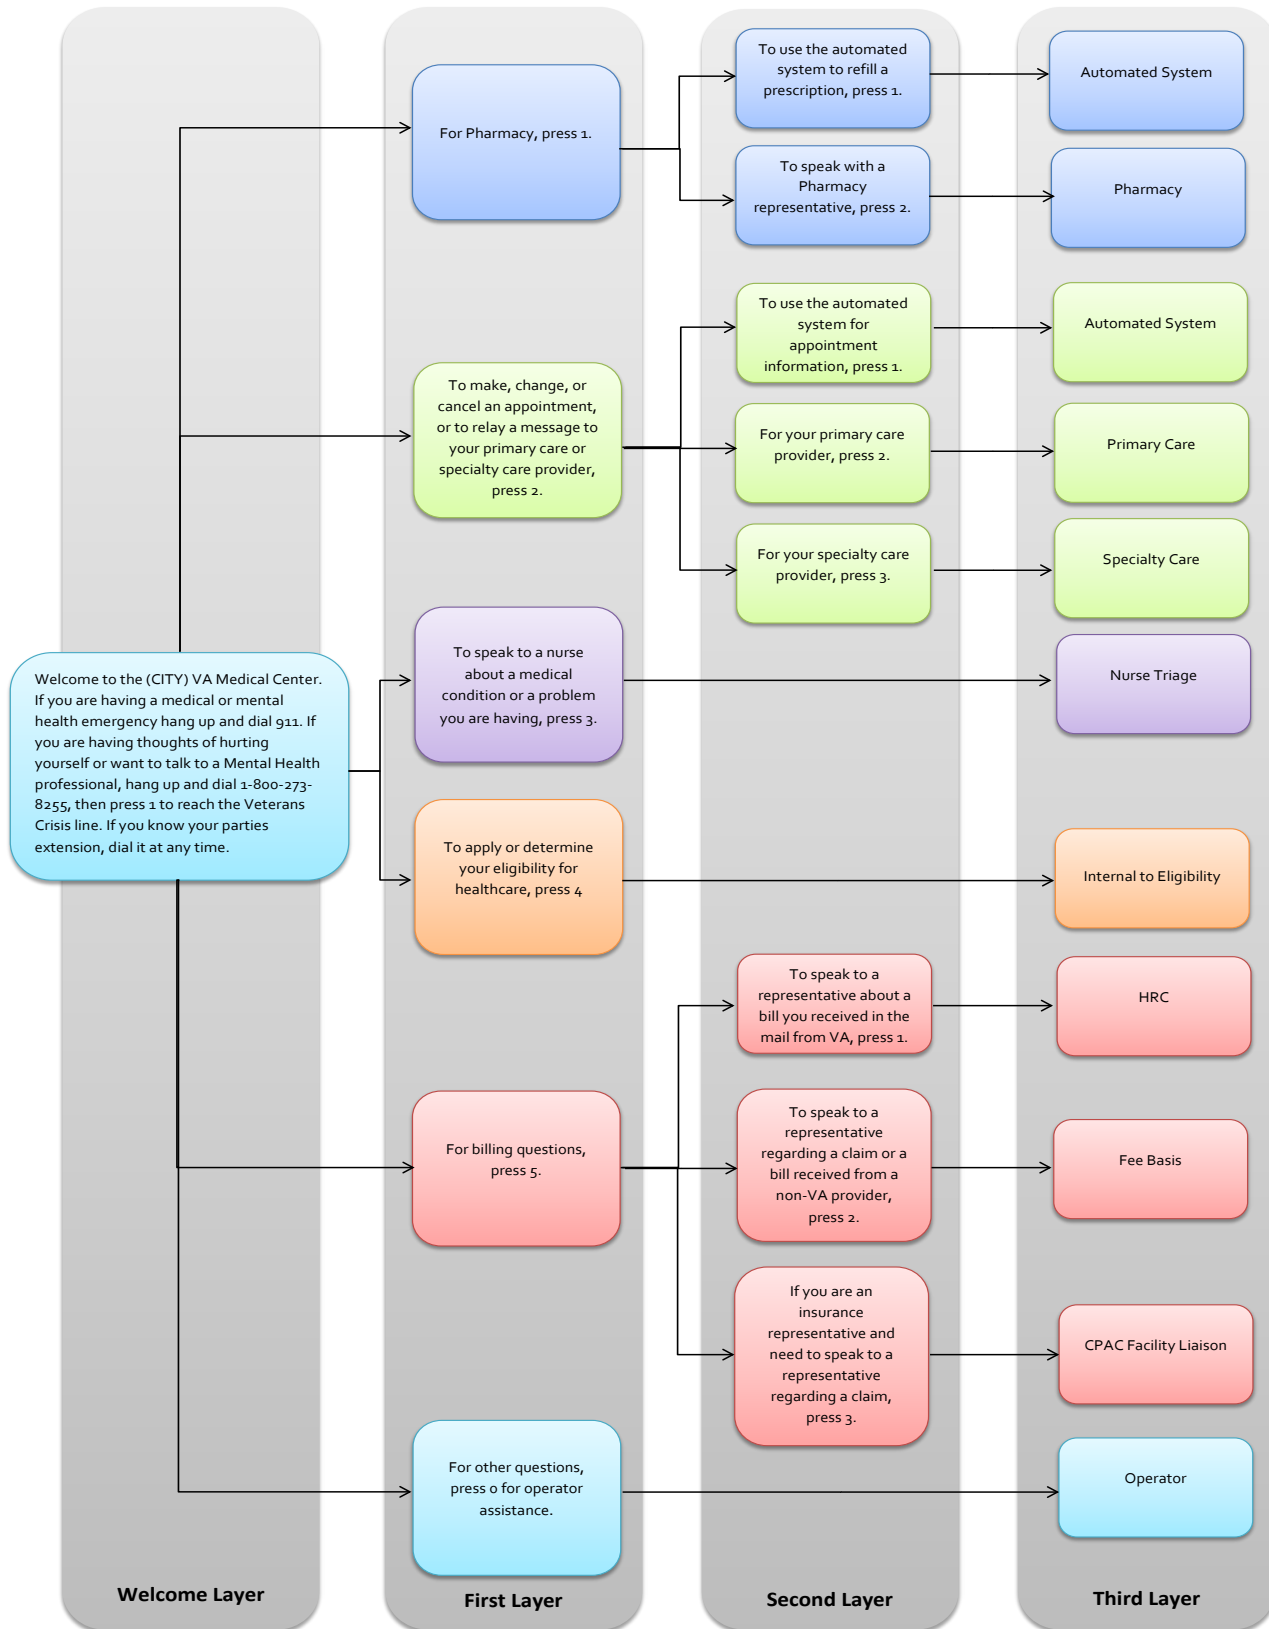 Welcome to the (CITY) VA Medical Center.
If you are having a medical or mental
health emergency hang up and dial 911. If
you are having thoughts of hurting
yourself or want to talk to a Mental Health
professional, hang up and dial 1-800-273-
8255, then press 1 to reach the Veterans
Crisis line. If you know your parties
extension, dial it at any time.
Welcome Layer
For Pharmacy, press 1.
To make, change, or
cancel an appointment,
or to relay a message to
your primary care or
specialty care provider,
press 2.
To speak to a nurse
about a medical
condition or a problem
you are having, press 3.
To apply or determine
your eligibility for
healthcare, press 4
For billing questions,
press 5.
For other questions,
press 0 for operator
assistance.
First Layer
To use the automated
system to refill a
prescription, press 1.
To speak with a
Pharmacy
representative, press 2.
To use the automated
system for
appointment
information, press 1.
For your primary care
provider, press 2.
For your specialty care
provider, press 3.
To speak to a
representative about a
bill you received in the
mail from VA, press 1.
To speak to a
representative
regarding a claim or a
bill received from a
non-VA provider,
press 2.
If you are an
insurance
representative and
need to speak to a
representative
regarding a claim,
press 3.
Second Layer
Automated System
Pharmacy
Automated System
Primary Care
Specialty Care
Nurse Triage
Internal to Eligibility
HRC
Fee Basis
CPAC Facility Liaison
Operator
Third Layer